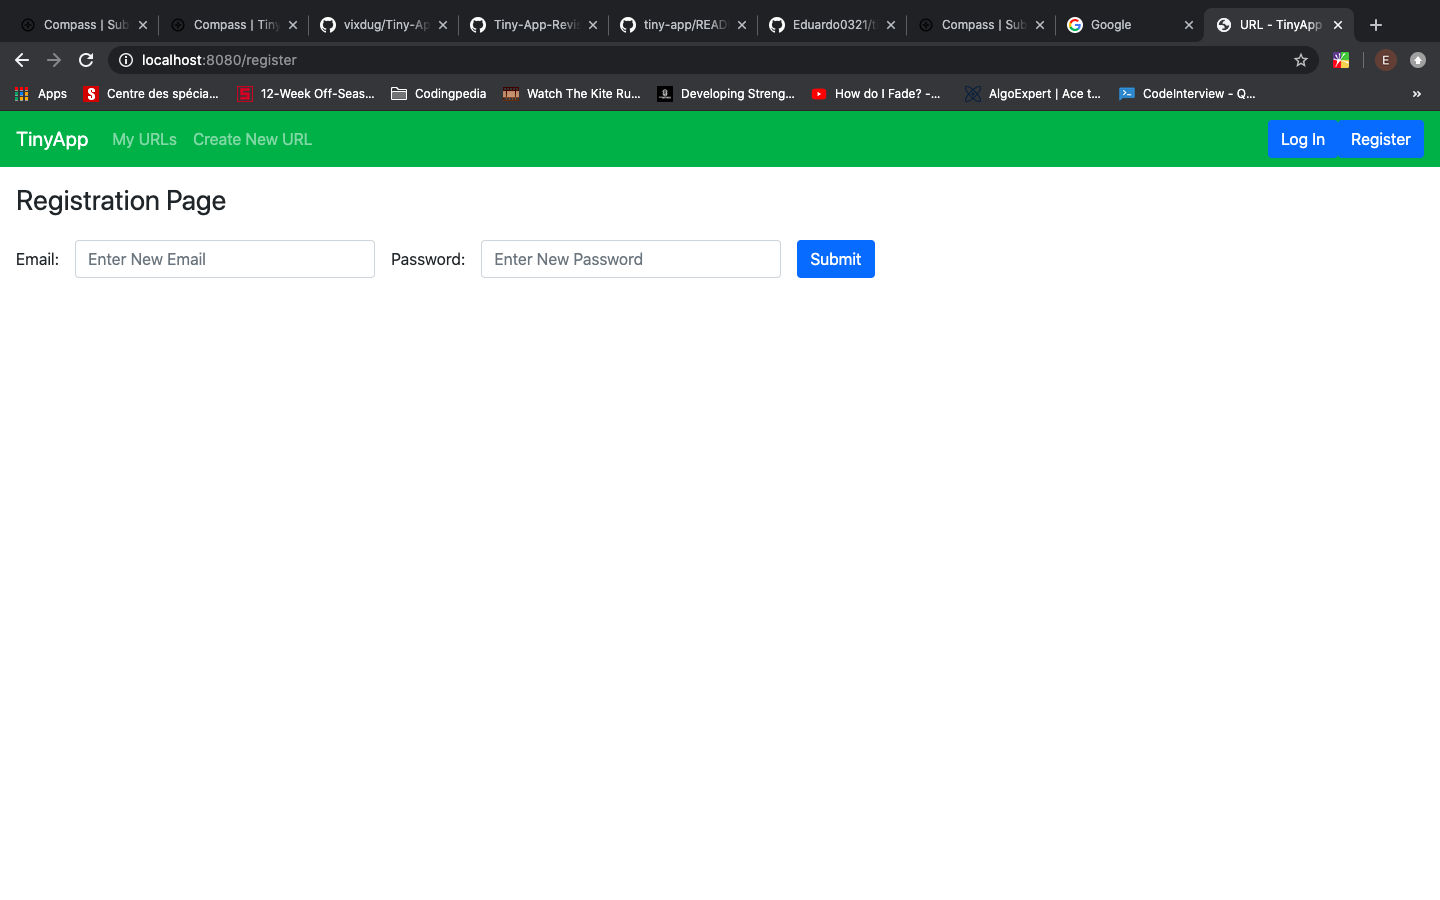 Compass | Sub
Compass | Tiny
vixdug/Tiny-Ap
Tiny-App-Revis
tiny-app/READ
Eduardo0321/ti
Compass | Sub
Google
URL - TinyApp
localhost:8080/register
E
Apps
Centre des spécia...
12-Week Off-Seas...
Codingpedia
Watch The Kite Ru...
Developing Streng...
How do I Fade? -...
AlgoExpert | Ace t...
CodeInterview - Q...
»
TinyApp My URLs Create New URL Log In Register
Registration Page
Email: Enter New Email Password: Enter New Password Submit